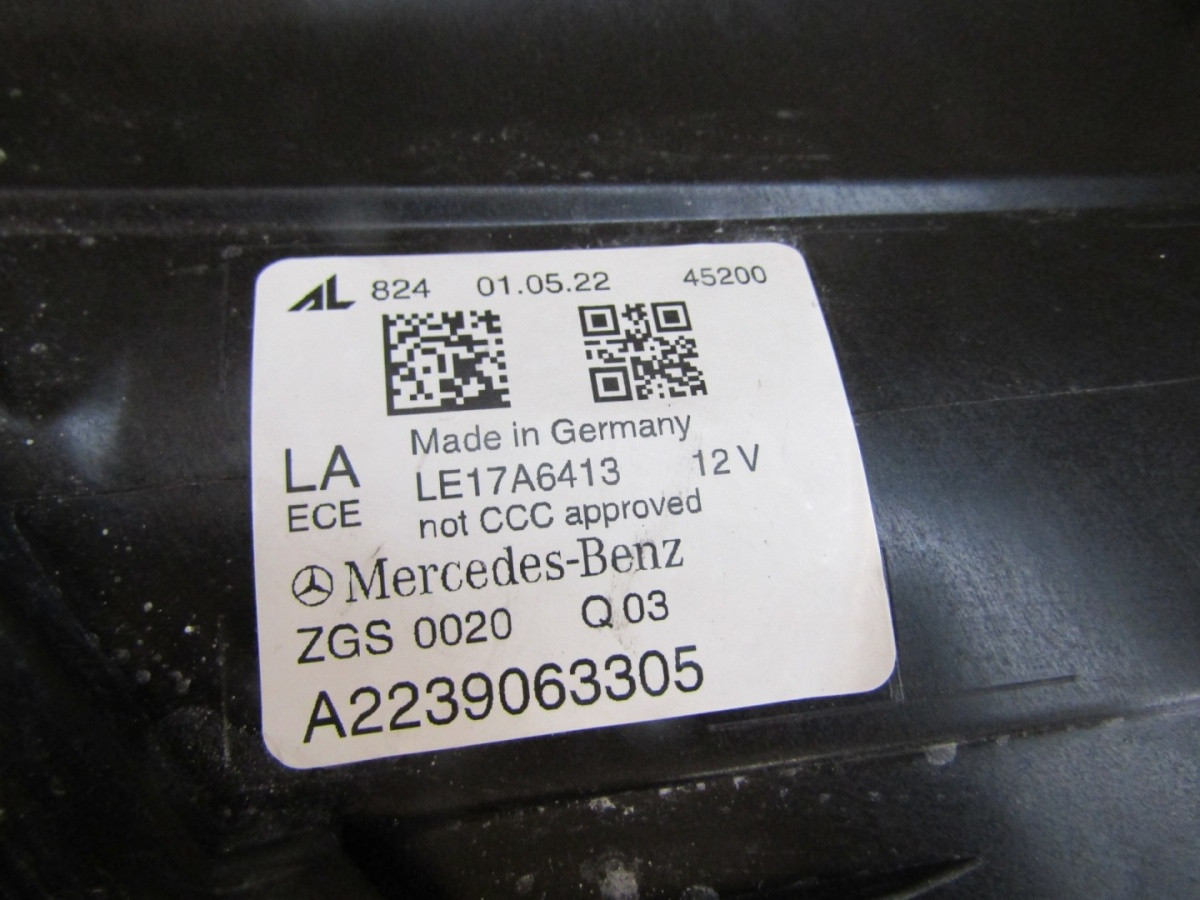 AL 824 01.05.22 45200
Made in Germany
LA LE17A6413 12 V
ECE not CCC approved
Mercedes-Benz
ZGS 0020 Q 03
A2239063305